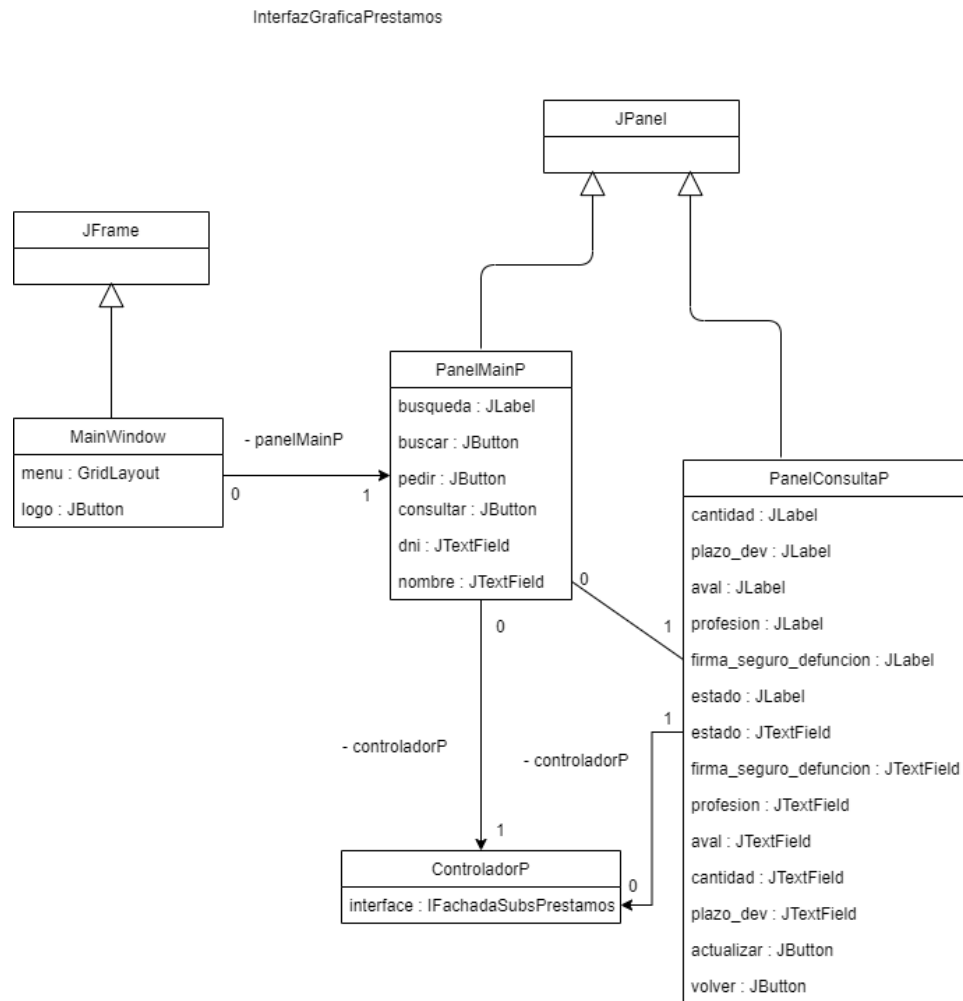 InterfazGraficaPrestamos
JPanel
JFrame
PanelMainP
busqueda : JLabel
buscar : JButton
pedir : JButton
consultar : JButton
dni : JTextField
nombre : JTextField
MainWindow
menu : GridLayout
logo : JButton
- panelMainP
0
1
PanelConsultaP
cantidad : JLabel
plazo_dev : JLabel
aval : JLabel
profesion : JLabel
firma_seguro_defuncion : JLabel
estado : JLabel
estado : JTextField
firma_seguro_defuncion : JTextField
profesion : JTextField
aval : JTextField
cantidad : JTextField
plazo_dev : JTextField
actualizar : JButton
volver : JButton
0
1
0
1
- controladorP
- controladorP
1
0
ControladorP
interface : IFachadaSubsPrestamos